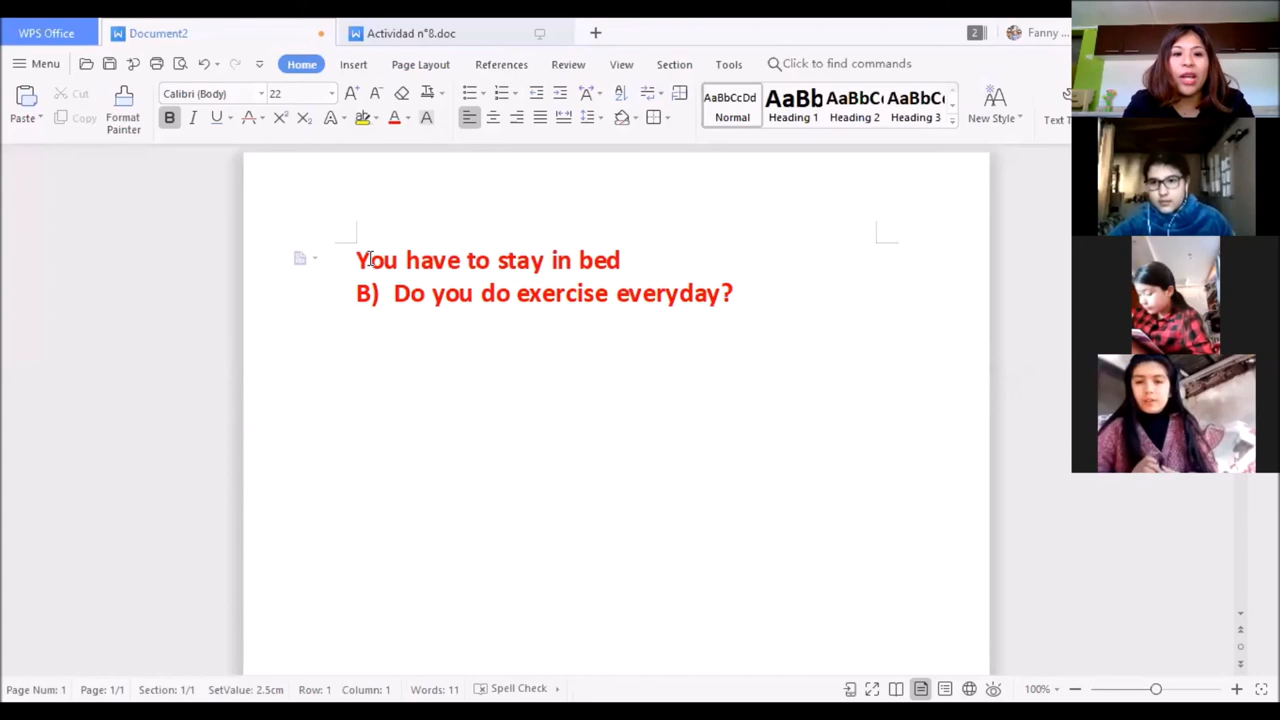 WPS Office
Document2
Actividad n°8.doc
2
Fanny ...
Menu
Home
Insert
Page Layout
References
Review
View
Section
Tools
Click to find commands
Paste
Cut
Copy
Format
Painter
Calibri (Body)
22
AaBbCcDd
Normal
AaBb
Heading 1
AaBbC
Heading 2
AaBbC
Heading 3
New Style
Text T
You have to stay in bed
B) Do you do exercise everyday?
Page Num: 1
Page: 1/1
Section: 1/1
SetValue: 2.5cm
Row: 1
Column: 1
Words: 11
Spell Check
100%